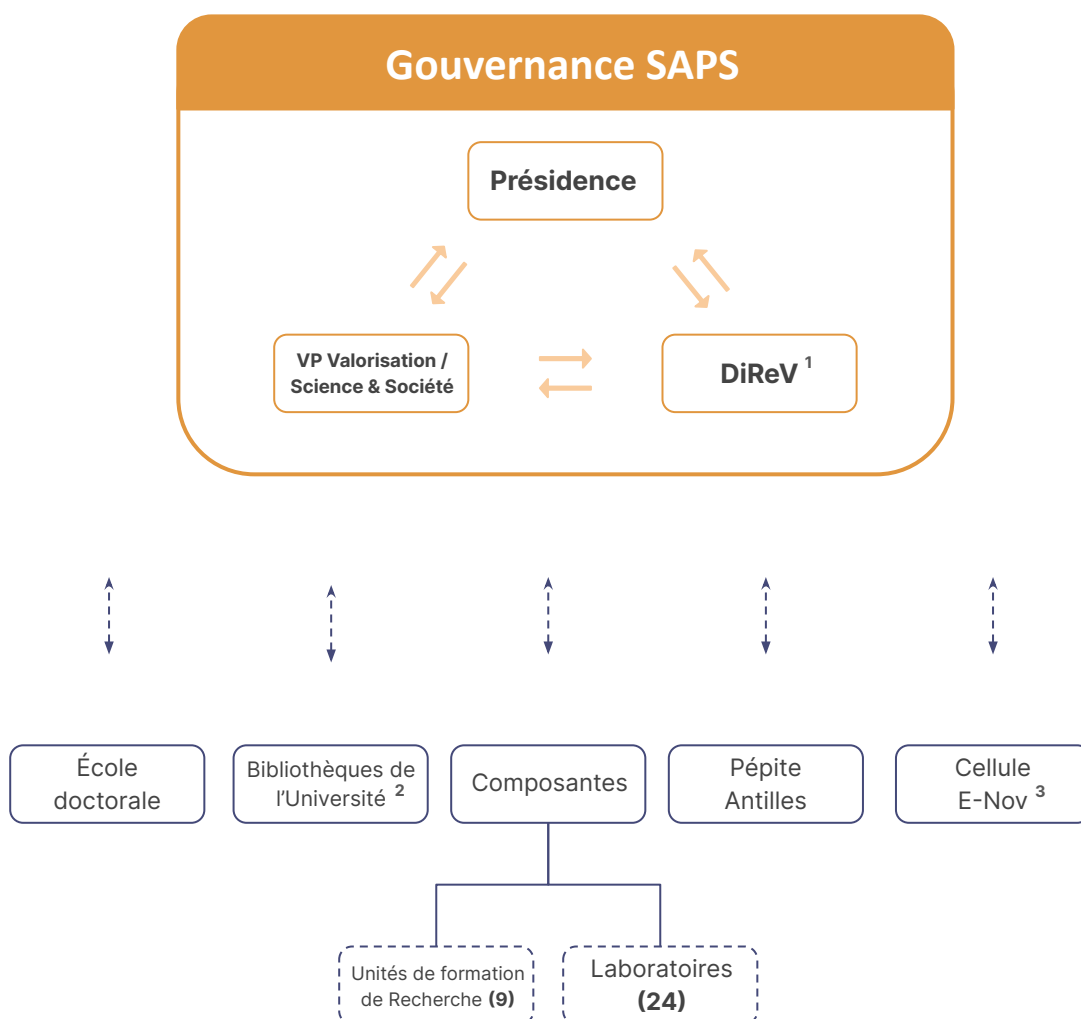 Gouvernance SAPS
Présidence
VP Valorisation /
Science & Société
DiReV 1
École
doctorale
Bibliothèques de
l'Université 2
Composantes
Pépite
Antilles
Cellule
E-Nov 3
Unités de formation
de Recherche (9)
Laboratoires
(24)